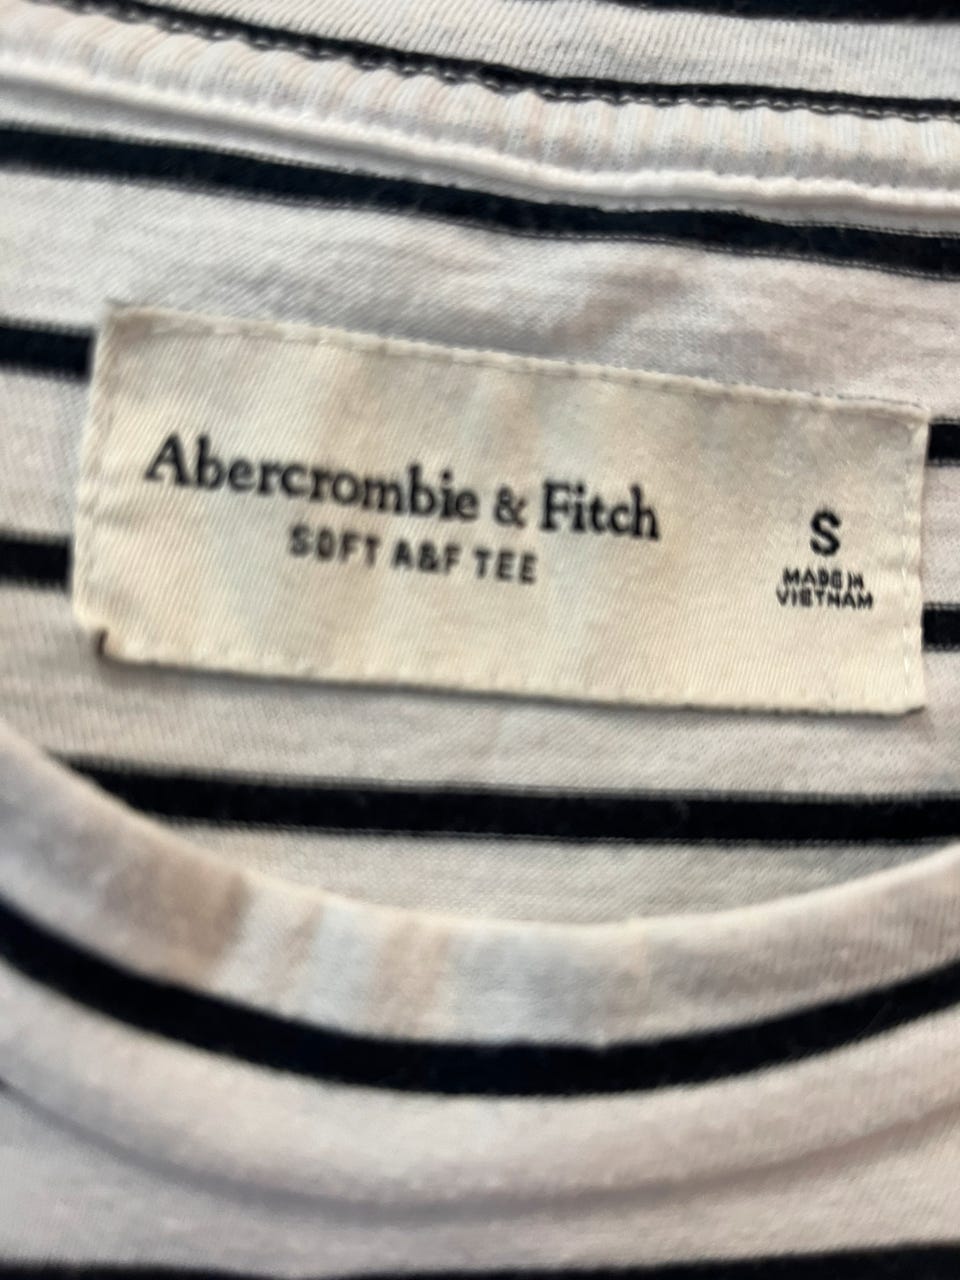 Abercrombie & Fitch
SOFT A&F TEE
S
MADE IN
VIETNAM